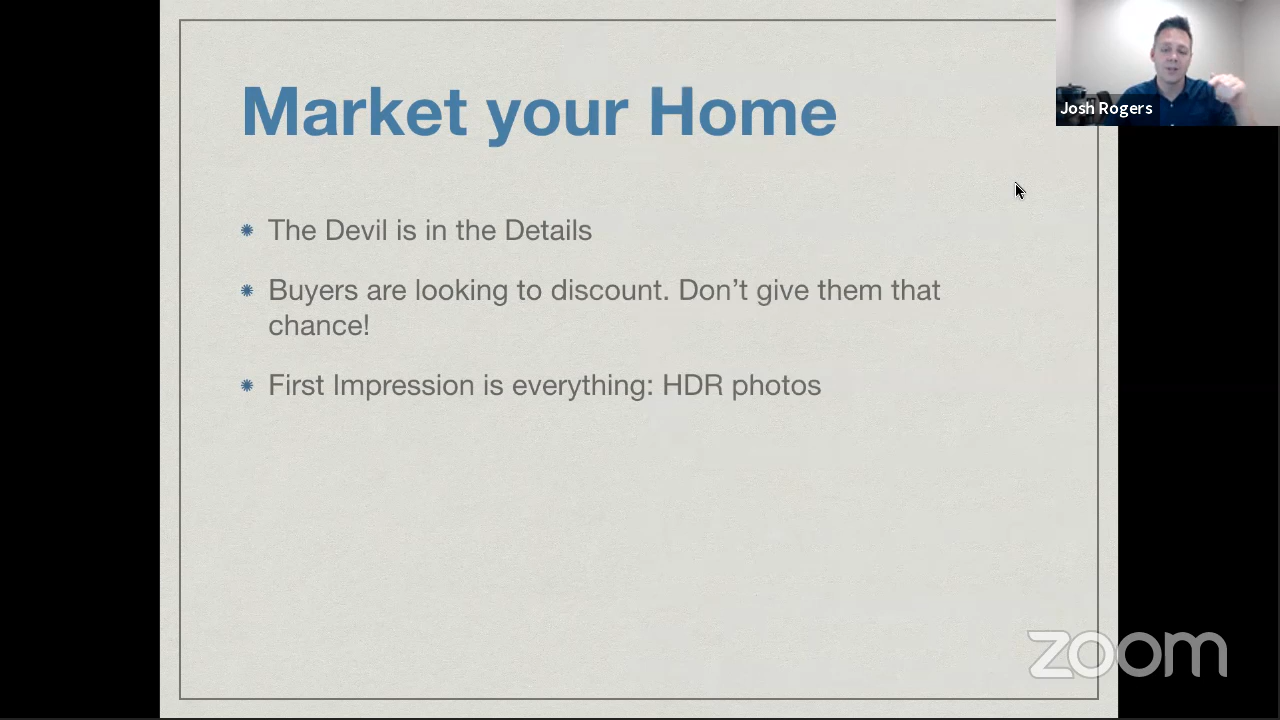 Market your Home
Josh Rogers
The Devil is in the Details
Buyers are looking to discount. Don’t give them that
chance!
First Impression is everything: HDR photos
zoom